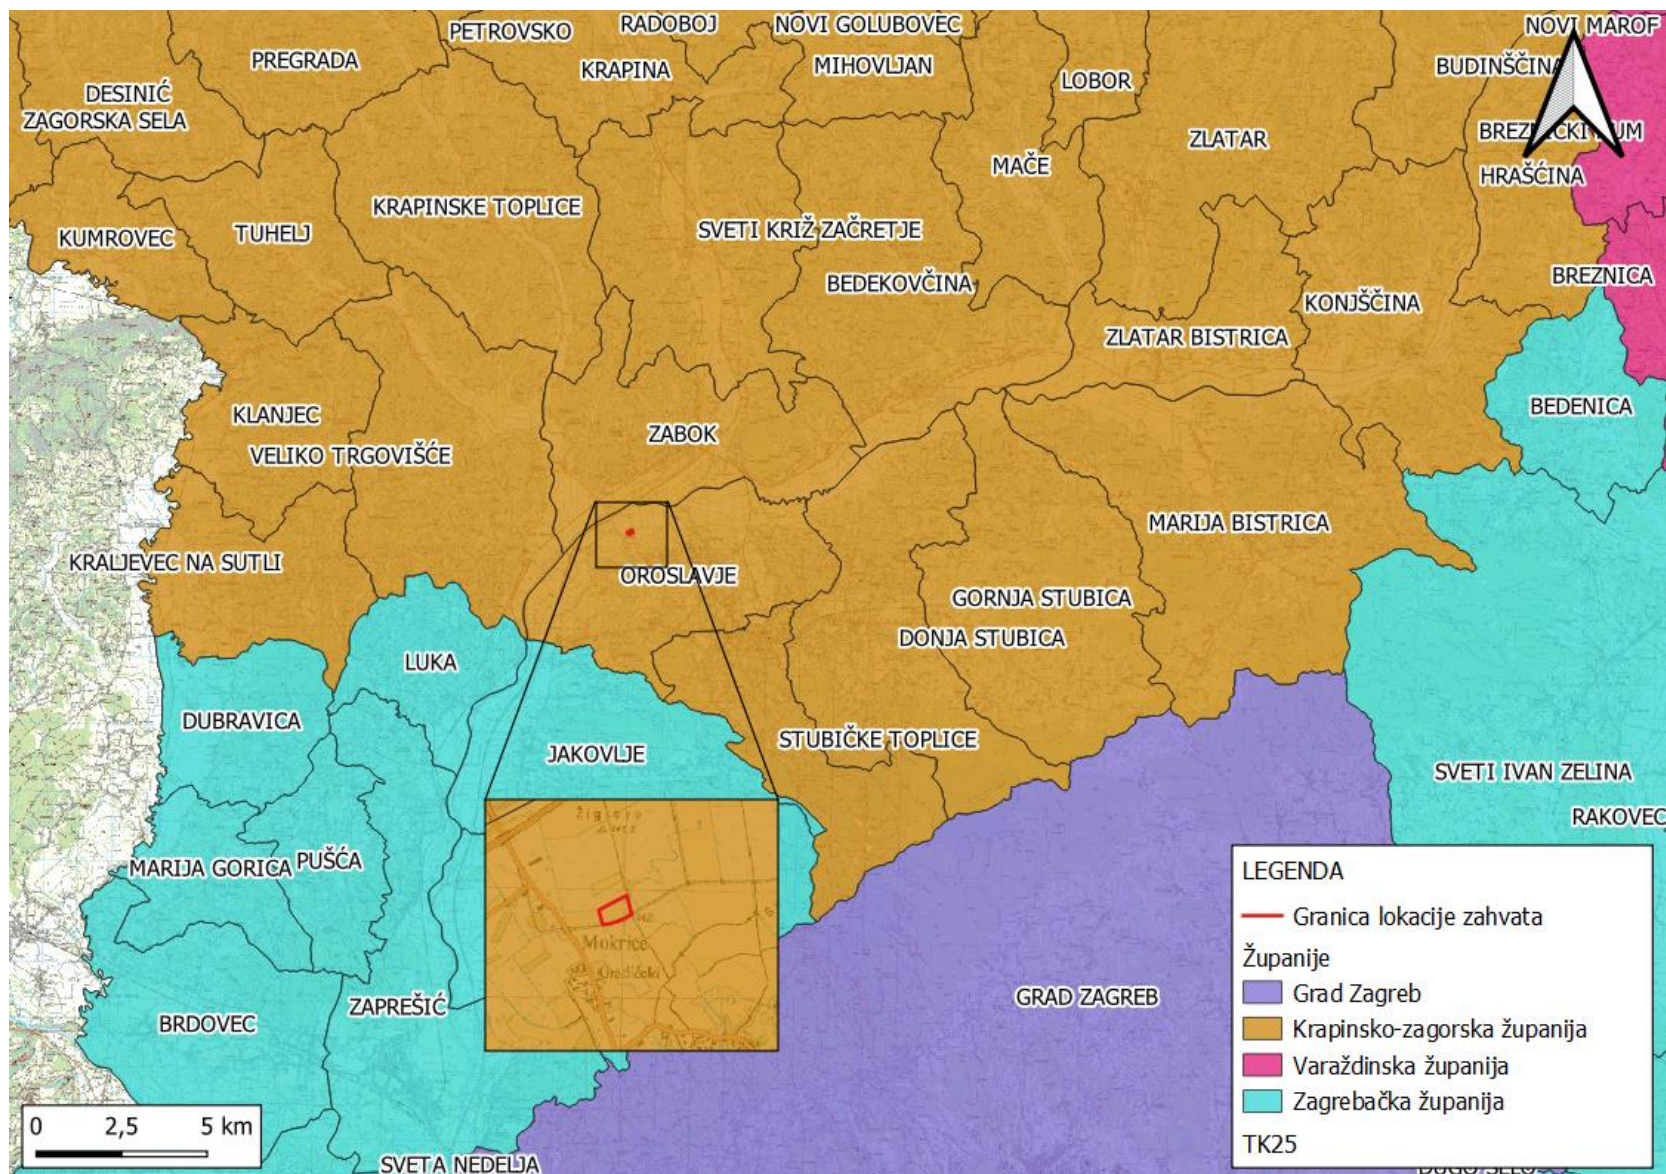 PETROVSKO
RADOBOJ
NOVI GOLUBOVEC
NOVI MAROF
PREGRADA
KRAPINA
MIHOVLJAN
LOBOR
BUDINŠČINA
DESINIĆ
ZAGORSKA SELA
ZLATAR
MAČE
HRAŠĆINA
KRAPINSKE TOPLICE
KUMROVEC
TUHELJ
SVETI KRIŽ ZAČRETJE
BREZNICA
BEDEKOVČINA
KONJŠČINA
ZLATAR BISTRICA
KLANJEC
BEDENICA
ZABOK
VELIKO TRGOVIŠĆE
MARIJA BISTRICA
KRALJEVEC NA SUTLI
OROSLAVJE
GORNJA STUBICA
DONJA STUBICA
LUKA
DUBRAVICA
STUBIČKE TOPLICE
JAKOVLJE
SVETI IVAN ZELINA
RAKOVEC
MARIJA GORICA
PUŠĆA
Mokrice
GRAD ZAGREB
ZAPREŠIĆ
BRDOVEC
SVETA NEDELJA
0 2,5 5 km
LEGENDA
Granica lokacije zahvata
Županije
Grad Zagreb
Krapinsko-zagorska županija
Varaždinska županija
Zagrebačka županija
TK25